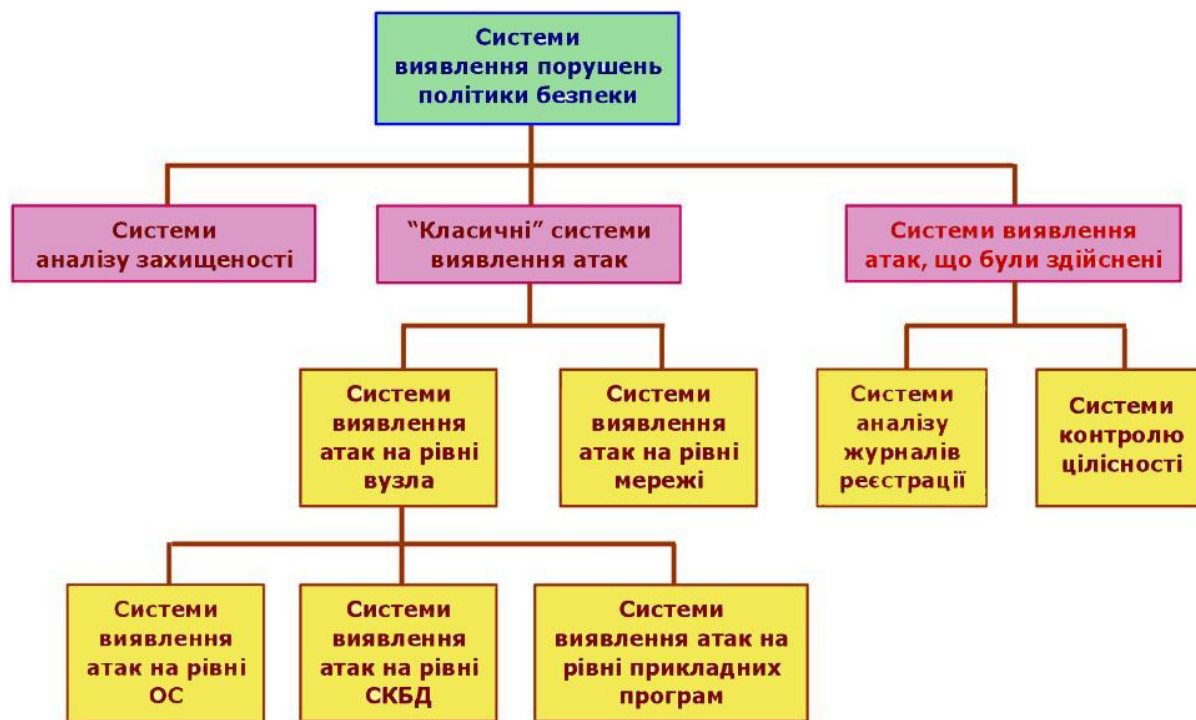 Системи
виявлення порушень
політики безпеки
Системи
аналізу захищеності
“Класичні” системи
виявлення атак
Системи виявлення
атак, що були здійснені
Системи
виявлення
атак на рівні
вузла
Системи
виявлення
атак на рівні
мережі
Системи
аналізу
журналів
реєстрації
Системи
контролю
цілісності
Системи
виявлення
атак на рівні
ОС
Системи
виявлення
атак на рівні
СКБД
Системи
виявлення атак на
рівні прикладних
програм